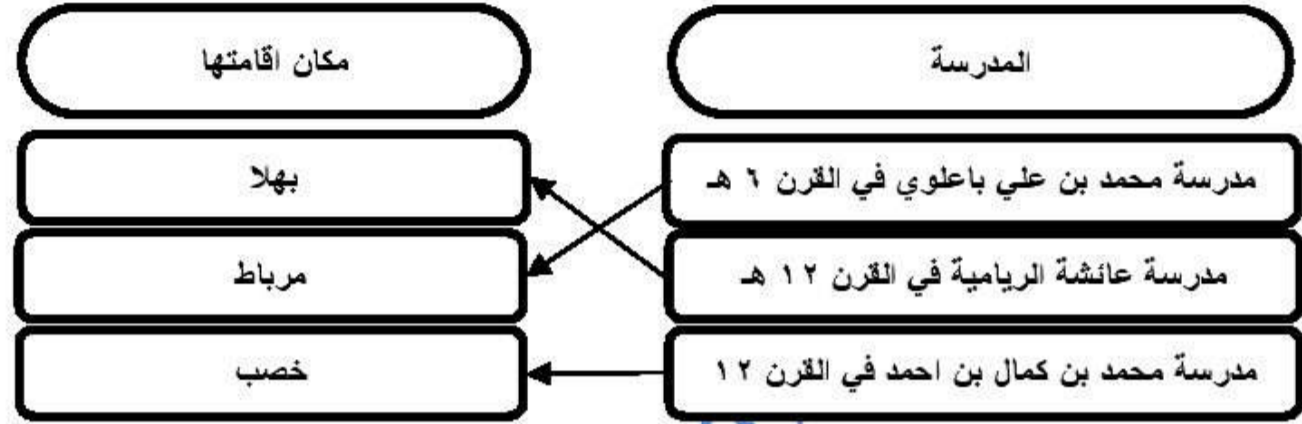 المدرسة
مكان اقامتها
مدرسة محمد بن علي باعلوي في القرن ٦ هـ
بهلا
مدرسة عائشة الريامية في القرن ١٢ هـ
مرباط
مدرسة محمد بن كمال بن احمد في القرن ١٢
خصب